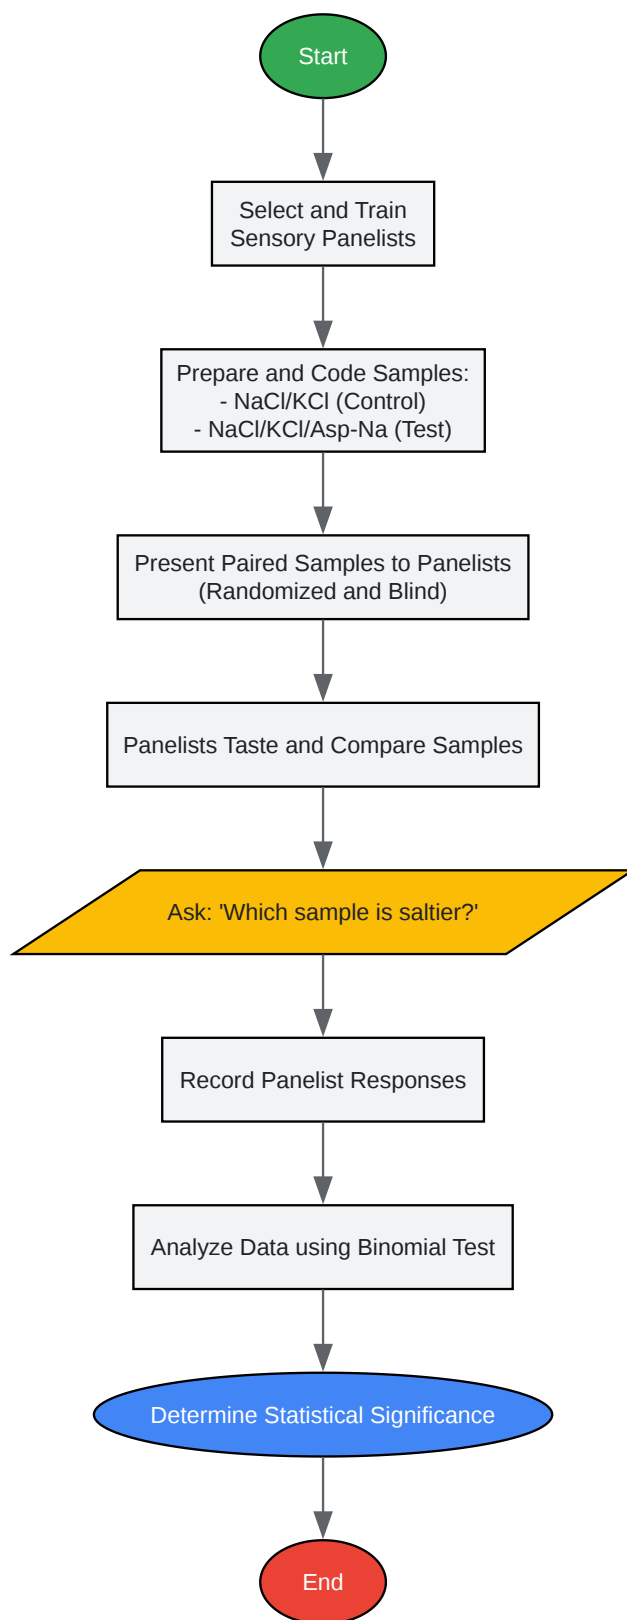 Start
Select and Train
Sensory Panelists
Prepare and Code Samples:
- NaCl/KCl (Control)
- NaCl/KCl/Asp-Na (Test)
Present Paired Samples to Panelists
(Randomized and Blind)
Panelists Taste and Compare Samples
Ask: 'Which sample is saltier?'
Record Panelist Responses
Analyze Data using Binomial Test
Determine Statistical Significance
End